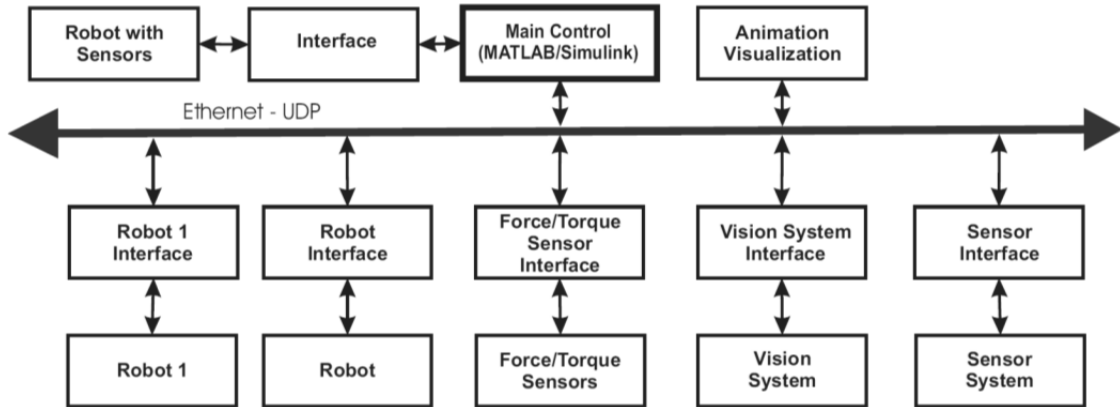 Robot with
Sensors
Interface
Main Control
(MATLAB/Simulink)
Animation
Visualization
Ethernet - UDP
Robot 1
Interface
Robot
Interface
Force/Torque
Sensor
Interface
Vision System
Interface
Sensor
Interface
Robot 1
Robot
Force/Torque
Sensors
Vision
System
Sensor
System